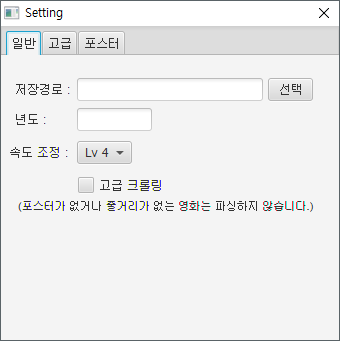 Setting
일반 고급 포스터
저장경로 : 선택
년도 :
속도 조정 : Lv 4
고급 크롤링
(포스터가 없거나 줄거리가 없는 영화는 파싱하지 않습니다.)